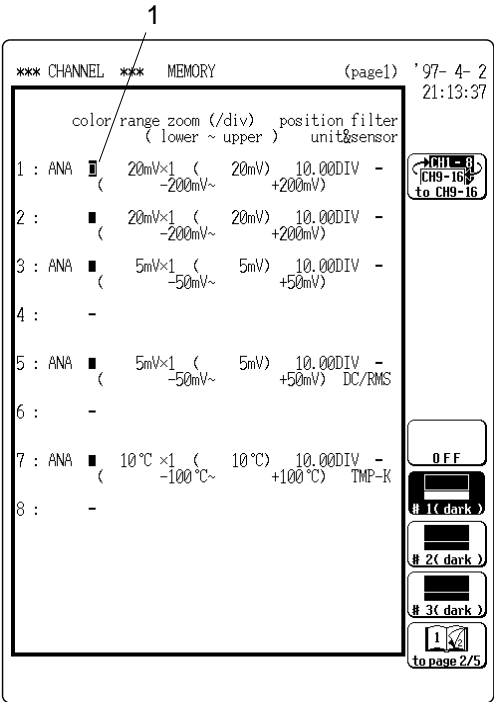 1
*** CHANNEL *** MEMORY (page1) '97- 4- 2
21:13:37
color range zoom (/div) position filter
( lower ~ upper ) unit&sensor
1 : ANA 20mV×1 ( 20mV) 10.00DIV -
( -200mV~ +200mV)
2 : 20mV×1 ( 20mV) 10.00DIV -
( -200mV~ +200mV)
3 : ANA 5mV×1 ( 5mV) 10.00DIV -
( -50mV~ +50mV)
4 : -
5 : ANA 5mV×1 ( 5mV) 10.00DIV -
( -50mV~ +50mV) DC/RMS
6 : -
7 : ANA 10°C ×1 ( 10°C) 10.00DIV -
( -100°C~ +100°C) TMP-K
8 : -
CH1 - 8
CH9-16
to CH9-16
OFF
# 1( dark )
# 2( dark )
# 3( dark )
1 2
to page 2/5